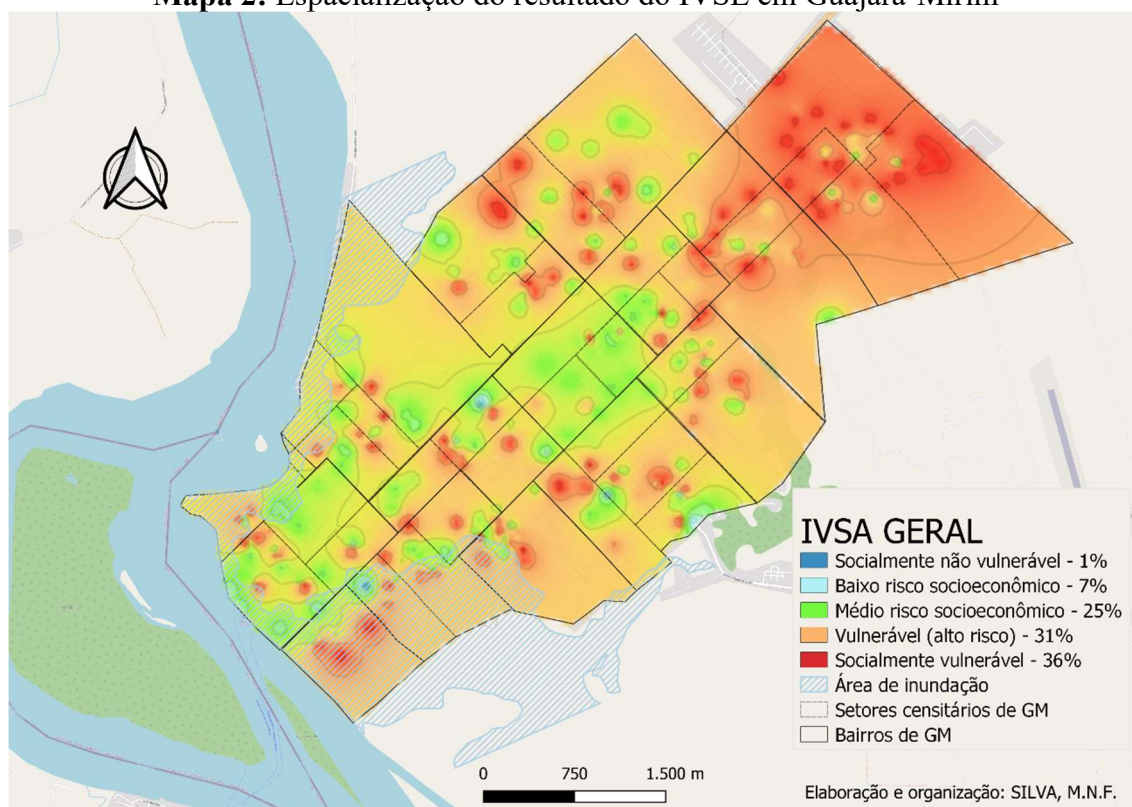 Mapa 2: Espacialização do resultado do IVSE em Guajará-Mirim
IVSA GERAL
Socialmente não vulnerável - 1%
Baixo risco socioeconômico - 7%
Médio risco socioeconômico - 25%
Vulnerável (alto risco) - 31%
Socialmente vulnerável - 36%
Área de inundação
Setores censitários de GM
Bairros de GM
0 750 1.500 m
Elaboração e organização: SILVA, M.N.F.